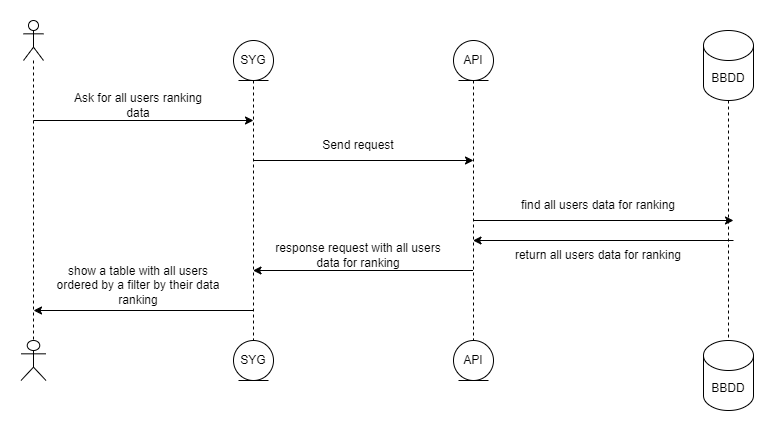 SYG
API
BBDD
Ask for all users ranking
data
Send request
find all users data for ranking
response request with all users
data for ranking
return all users data for ranking
show a table with all users
ordered by a filter by their data
ranking
SYG
API
BBDD